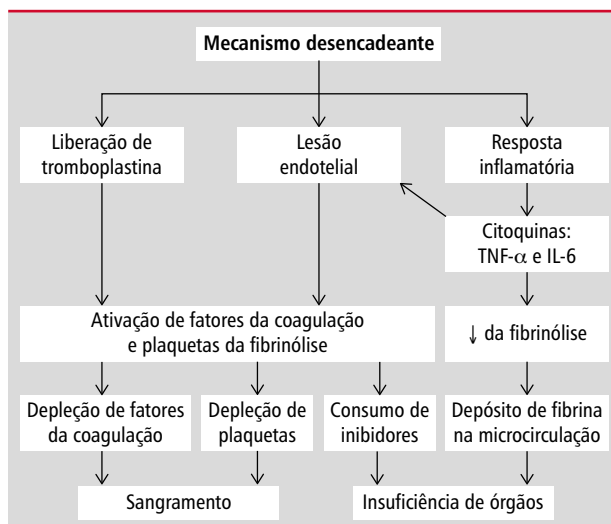 Mecanismo desencadeante
Liberação de
tromboplastina
Lesão
endotelial
Resposta
inflamatória
Citoquinas:
TNF-α e IL-6
Ativação de fatores da coagulação
e plaquetas da fibrinólise
↓ da fibrinólise
Depleção de fatores
da coagulação
Depleção de
plaquetas
Consumo de
inibidores
Depósito de fibrina
na microcirculação
Sangramento
Insuficiência de órgãos